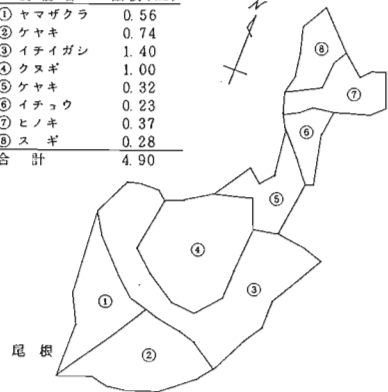 ① ヤマザクラ 0.56
② ケヤキ 0.74
③ イチイガシ 1.40
④ クヌギ 1.00
⑤ ケヤキ 0.32
⑥ イチョウ 0.23
⑦ ヒノキ 0.37
⑧ スギ 0.28
合計 4.90
N
⑧
⑦
⑥
⑤
④
③
①
②
尾根